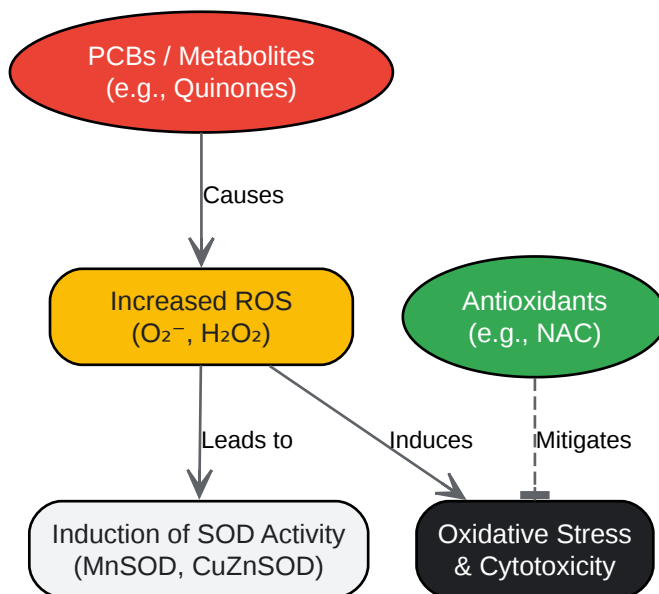 PCBs / Metabolites
(e.g., Quinones)
Causes
Increased ROS
(O₂⁻, H₂O₂)
Antioxidants
(e.g., NAC)
Leads to
Induces
Mitigates
Induction of SOD Activity
(MnSOD, CuZnSOD)
Oxidative Stress
& Cytotoxicity